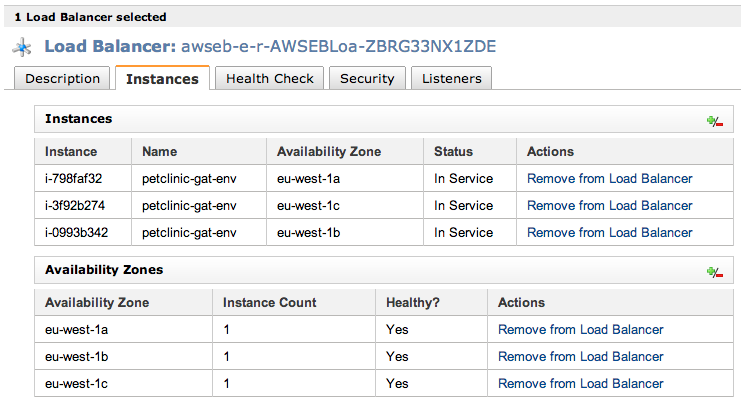 1 Load Balancer selected
Load Balancer: awseb-e-r-AWSEBLoa-ZBRG33NX1ZDE
Description Instances Health Check Security Listeners
Instances
Instance Name Availability Zone Status Actions
i-798faf32 petclinic-gat-env eu-west-1a In Service Remove from Load Balancer
i-3f92b274 petclinic-gat-env eu-west-1c In Service Remove from Load Balancer
i-0993b342 petclinic-gat-env eu-west-1b In Service Remove from Load Balancer
Availability Zones
Availability Zone Instance Count Healthy? Actions
eu-west-1a 1 Yes Remove from Load Balancer
eu-west-1b 1 Yes Remove from Load Balancer
eu-west-1c 1 Yes Remove from Load Balancer